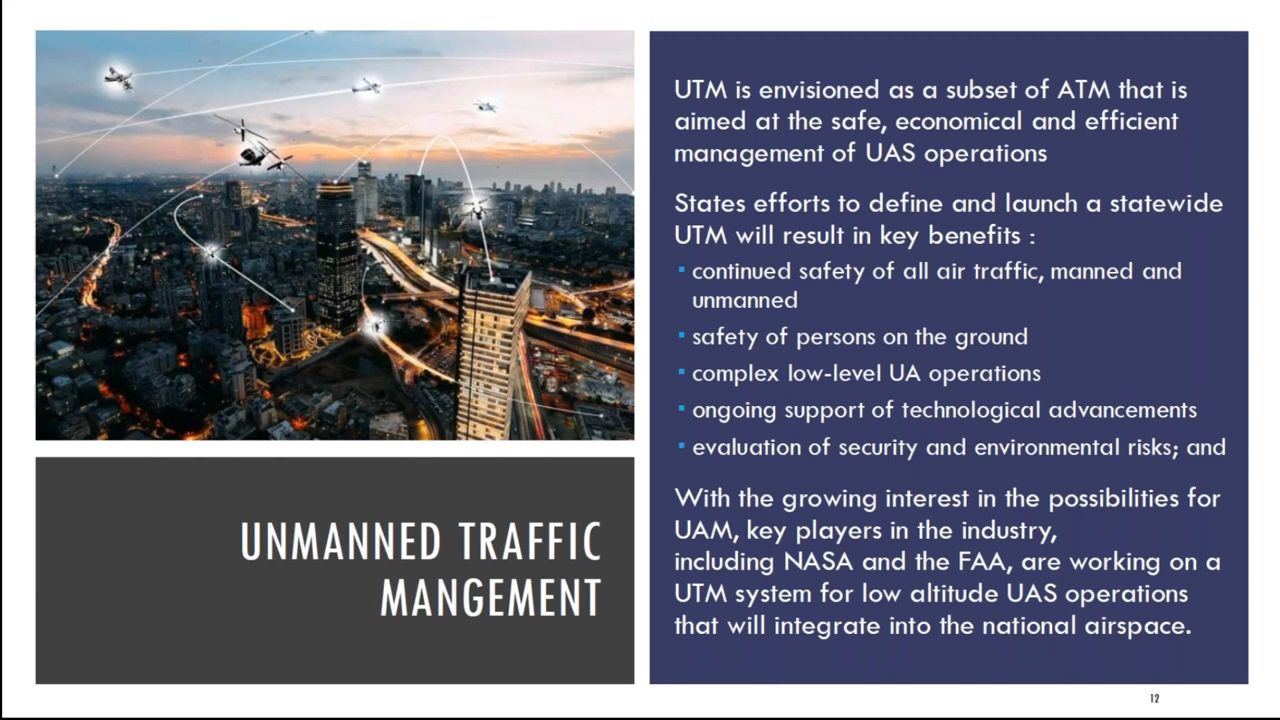 UTM is envisioned as a subset of ATM that is
aimed at the safe, economical and efficient
management of UAS operations
States efforts to define and launch a statewide
UTM will result in key benefits :
▪ continued safety of all air traffic, manned and
unmanned
▪ safety of persons on the ground
▪ complex low-level UA operations
▪ ongoing support of technological advancements
▪ evaluation of security and environmental risks; and
With the growing interest in the possibilities for
UAM, key players in the industry,
including NASA and the FAA, are working on a
UTM system for low altitude UAS operations
that will integrate into the national airspace.
UNMANNED TRAFFIC
MANGEMENT
12